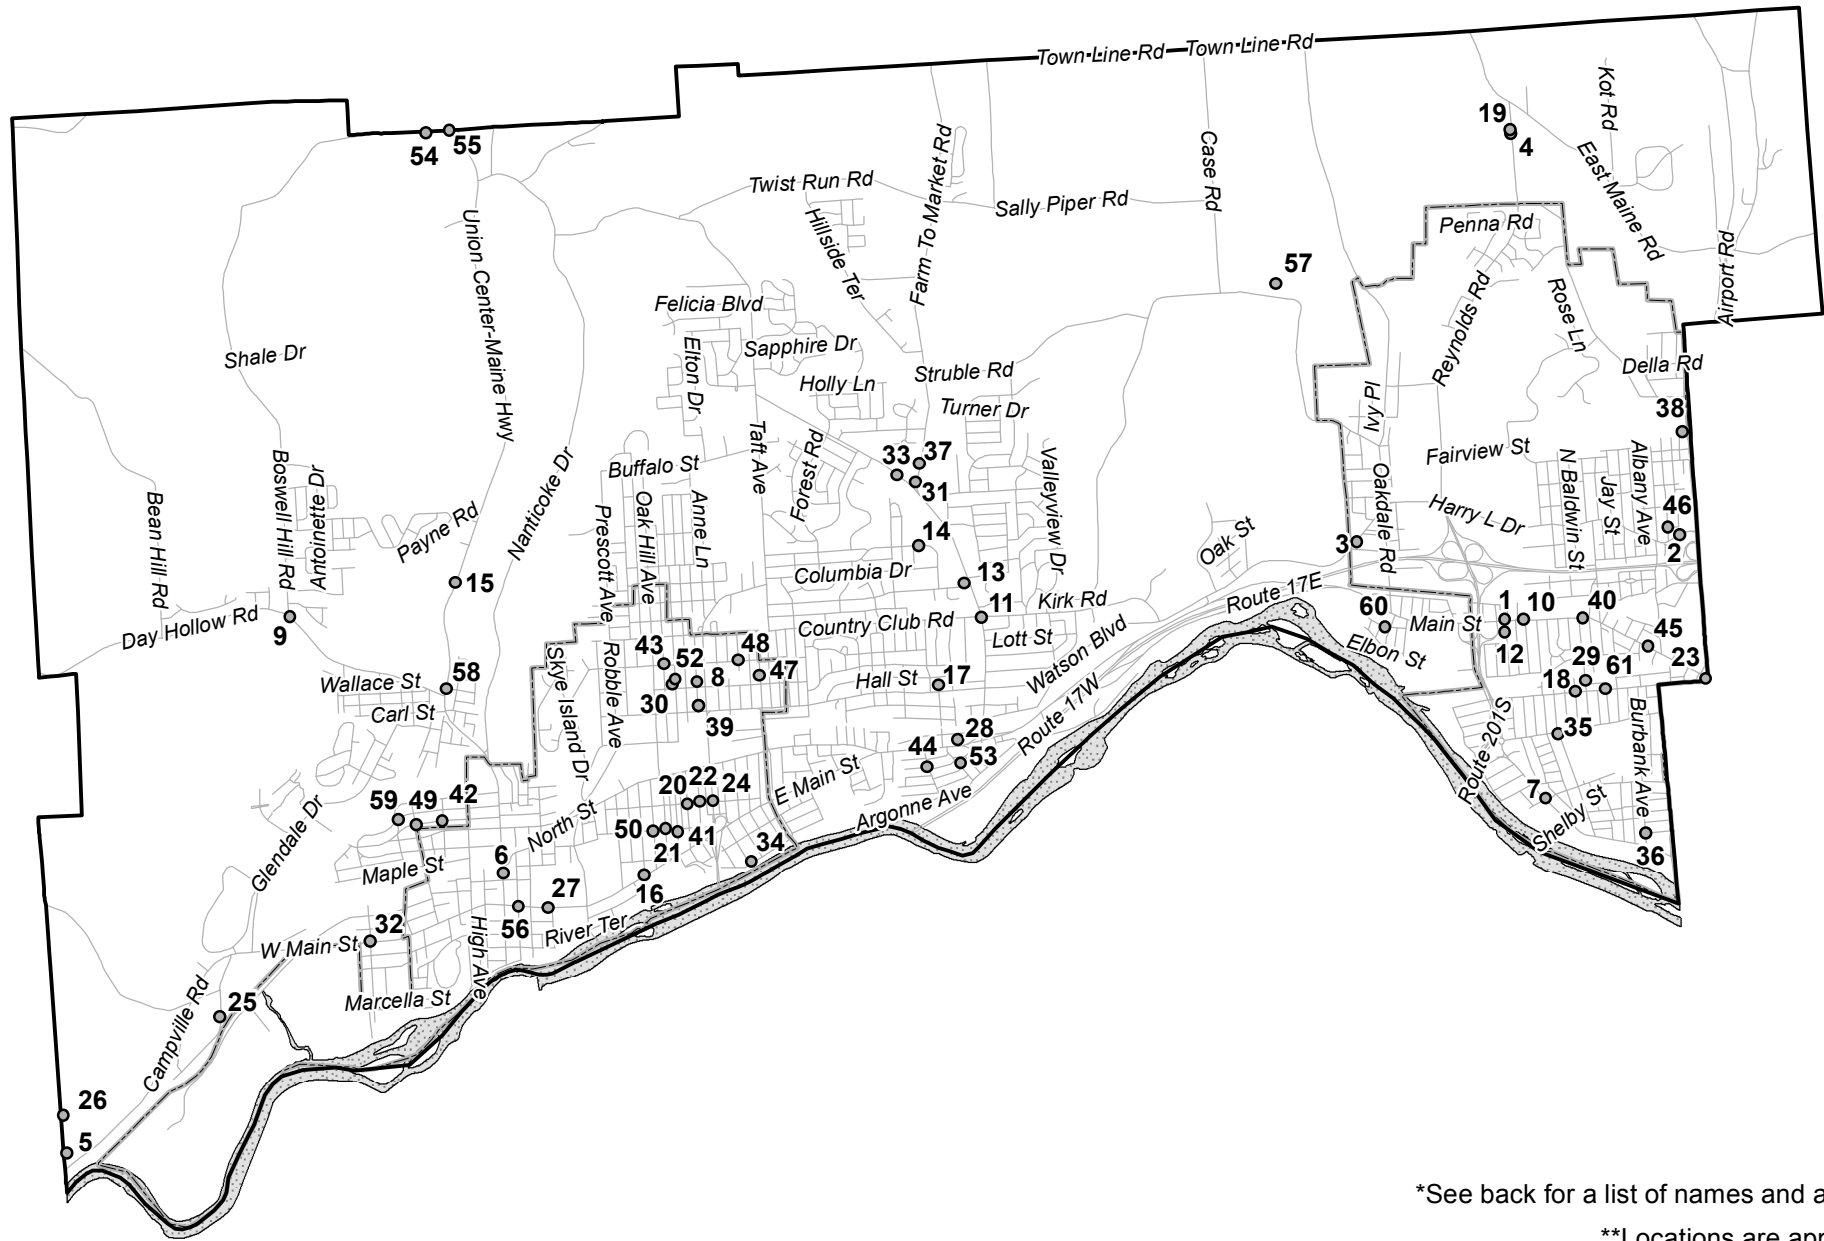 Town Line Rd
Town Line Rd
Kot Rd
19
4
54
55
Case Rd
East Maine Rd
Farm To Market Rd
Twist Run Rd
Sally Piper Rd
Hillside Ter
Penna Rd
Airport Rd
Union Center-Maine Hwy
57
Felicia Blvd
Reynolds Rd
Rose Ln
Shale Dr
Elton Dr
Sapphire Dr
Holly Ln
Struble Rd
Della Rd
Turner Dr
Ivy Pl
38
Taft Ave
Forest Rd
33
37
31
Buffalo St
Valleyview Dr
Fairview St
Albany Ave
N Baldwin St
Jay St
Oakdale Rd
Harry L Dr
46
2
Bean Hill Rd
Boswell Hill Rd
Antoinette Dr
Payne Rd
Nanticoke Dr
Prescott Ave
Oak Hill Ave
Anne Ln
14
Oak St
3
15
Columbia Dr
13
Route 17E
Day Hollow Rd
9
Country Club Rd
11
Kirk Rd
Lott St
60
Main St
1
10
40
12
Elbon St
45
43
52
8
48
47
30
39
Skye Island Dr
Robble Ave
Wallace St
58
Carl St
Hall St
17
Watson Blvd
Route 17W
29
61
18
23
35
Route 201S
Burbank Ave
28
44
53
E Main St
Argonne Ave
7
Shelby St
36
59
49
42
20
22
24
North St
50
21
41
34
Glendale Dr
Maple St
6
16
27
56
River Ter
High Ave
32
W Main St
Marcella St
25
Campville Rd
26
5
*See back for a list of names and a
**Locations are app